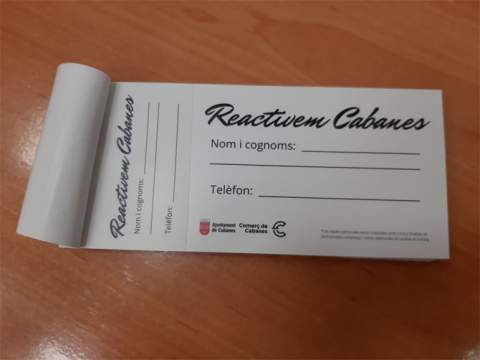 Reactivem Cabanes
Nom i cognoms:
Telèfon:
Reactivem Cabanes
Nom i cognoms:
Telèfon:
Ajuntament
de Cabanes
Comerç de
Cabanes